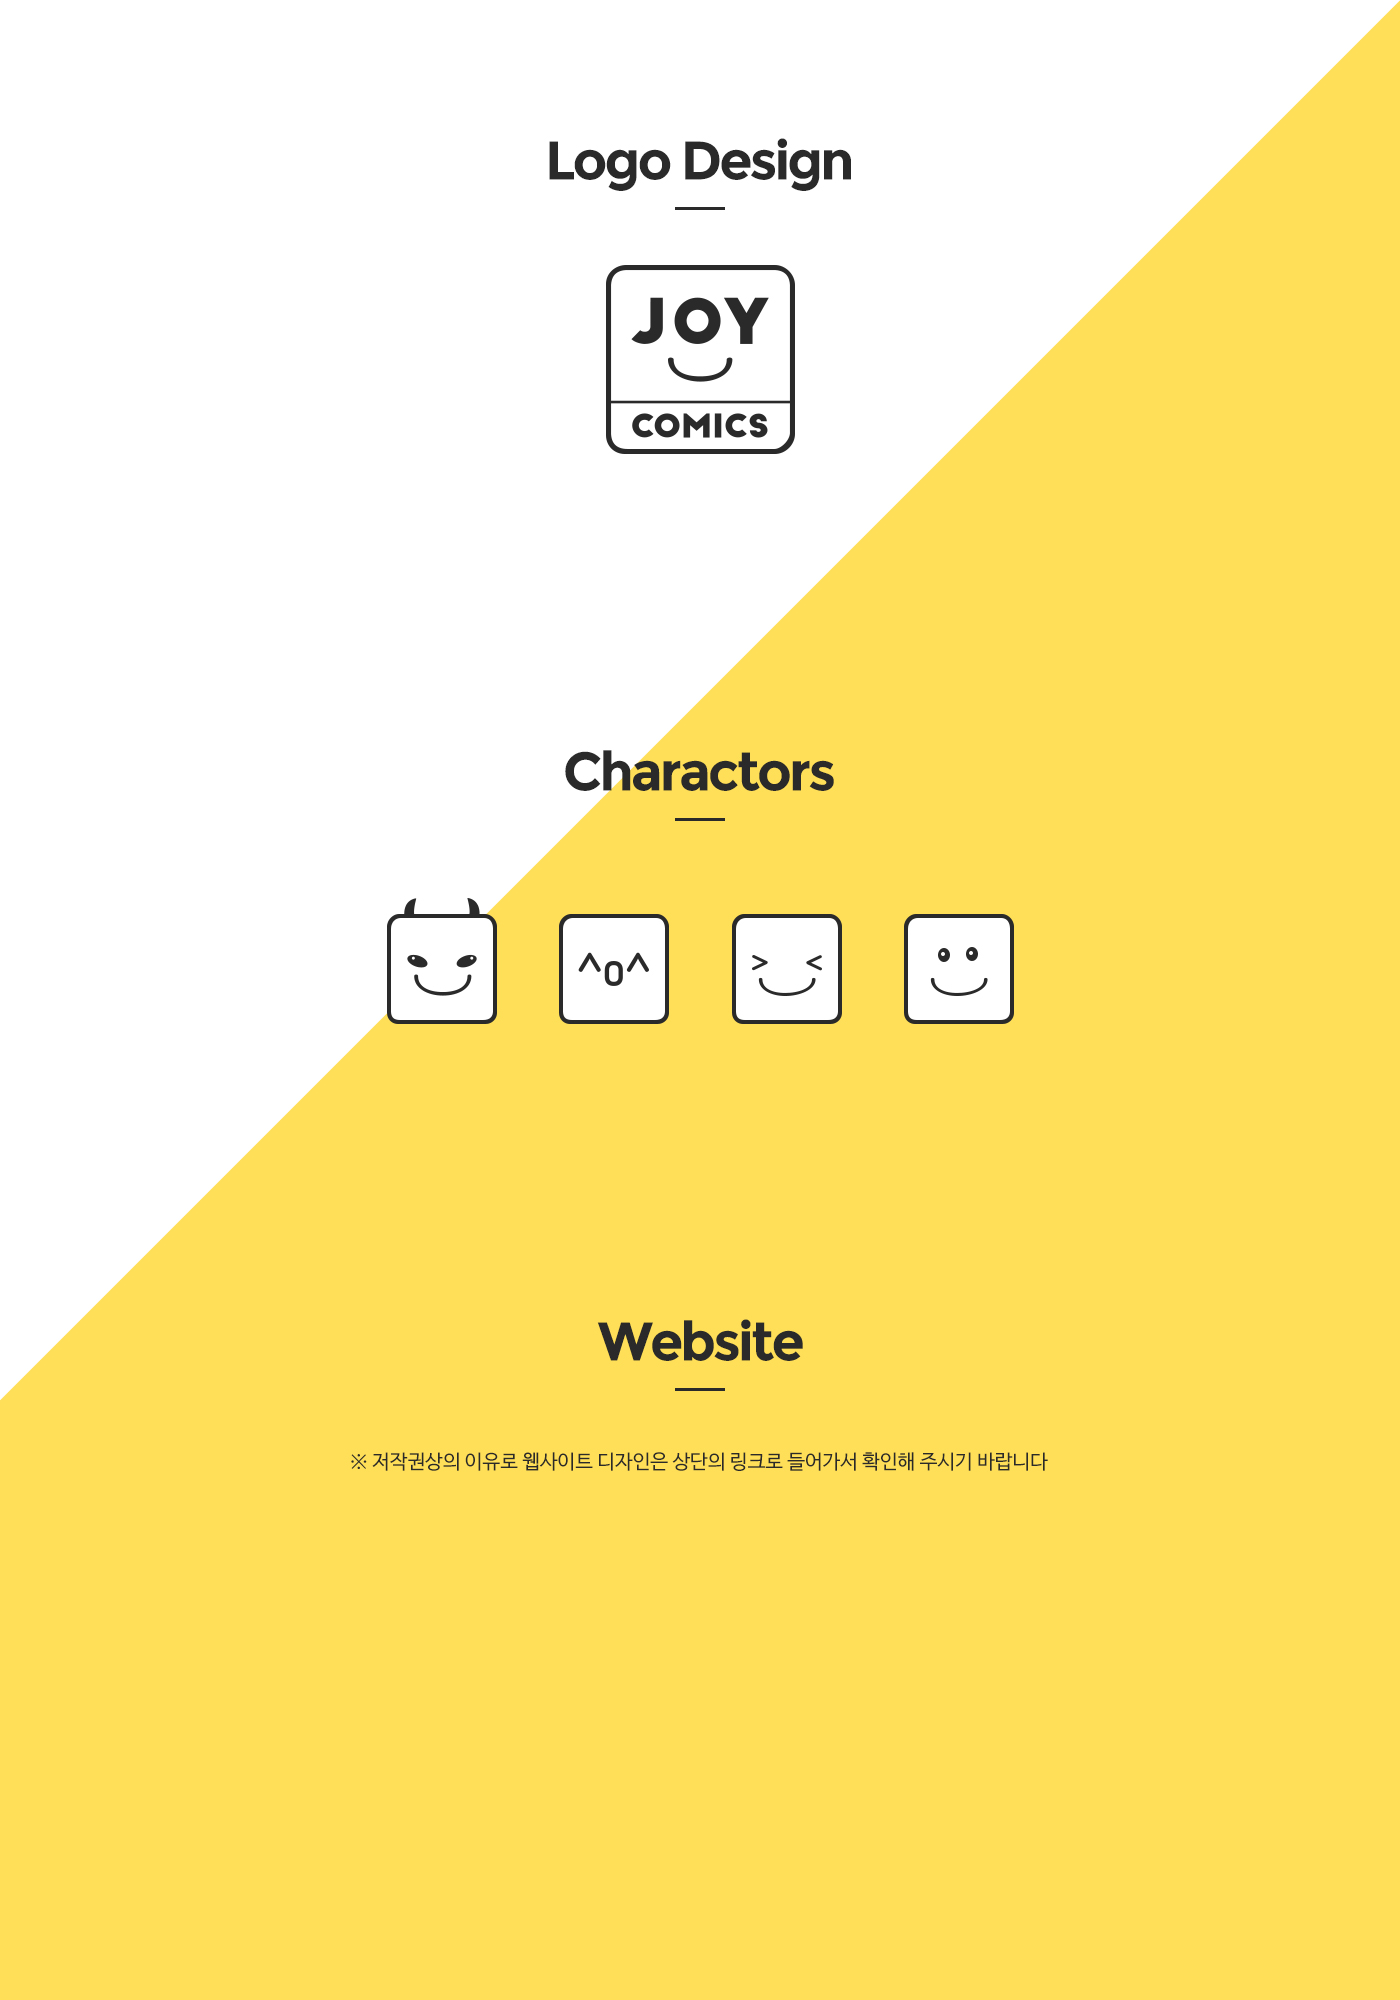 Logo Design
JOY
COMICS
Charactors
^o^
> <
Website
※ 저작권상의 이유로 웹사이트 디자인은 상단의 링크로 들어가서 확인해 주시기 바랍니다